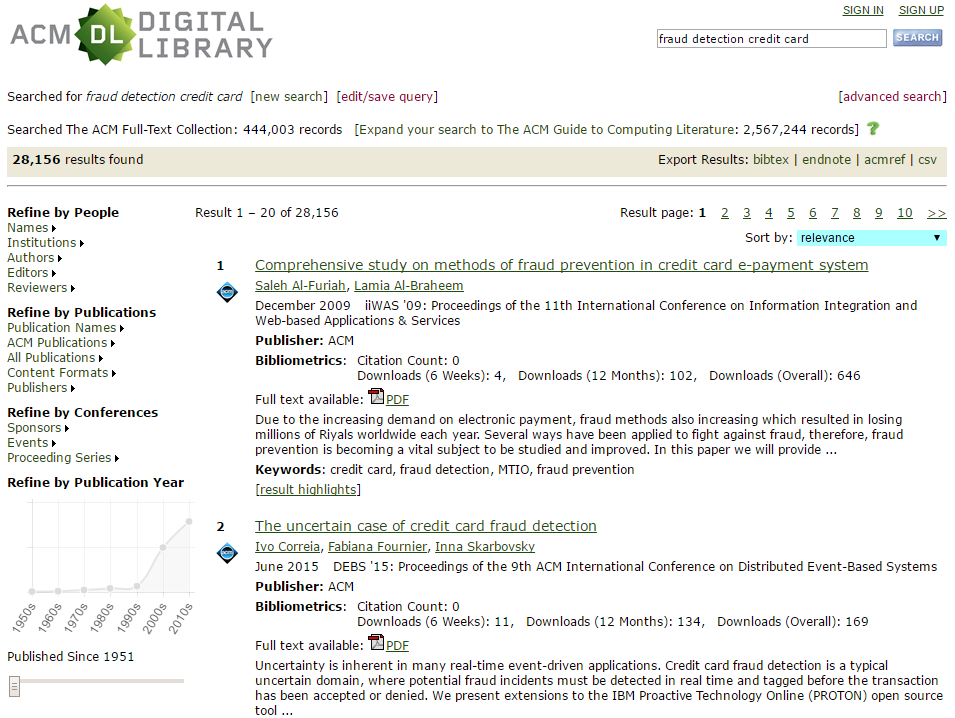 ACM DL DIGITAL LIBRARY
SIGN IN SIGN UP
fraud detection credit card SEARCH
Searched for fraud detection credit card [new search] [edit/save query] [advanced search]
Searched The ACM Full-Text Collection: 444,003 records [Expand your search to The ACM Guide to Computing Literature: 2,567,244 records] ?
28,156 results found Export Results: bibtex | endnote | acmref | csv
Refine by People
Names
Institutions
Authors
Editors
Reviewers
Refine by Publications
Publication Names
ACM Publications
All Publications
Content Formats
Publishers
Refine by Conferences
Sponsors
Events
Proceeding Series
Refine by Publication Year
1950s 1960s 1970s 1980s 1990s 2000s 2010s
Published Since 1951
Result 1 – 20 of 28,156 Result page: 1 2 3 4 5 6 7 8 9 10 >>
Sort by: relevance
1 Comprehensive study on methods of fraud prevention in credit card e-payment system
Saleh Al-Furiah, Lamia Al-Braheem
December 2009 iiWAS '09: Proceedings of the 11th International Conference on Information Integration and
Web-based Applications & Services
Publisher: ACM
Bibliometrics: Citation Count: 0
Downloads (6 Weeks): 4, Downloads (12 Months): 102, Downloads (Overall): 646
Full text available: PDF
Due to the increasing demand on electronic payment, fraud methods also increasing which resulted in losing
millions of Riyals worldwide each year. Several ways have been applied to fight against fraud, therefore, fraud
prevention is becoming a vital subject to be studied and improved. In this paper we will provide ...
Keywords: credit card, fraud detection, MTIO, fraud prevention
[result highlights]
2 The uncertain case of credit card fraud detection
Ivo Correia, Fabiana Fournier, Inna Skarbovsky
June 2015 DEBS '15: Proceedings of the 9th ACM International Conference on Distributed Event-Based Systems
Publisher: ACM
Bibliometrics: Citation Count: 0
Downloads (6 Weeks): 11, Downloads (12 Months): 134, Downloads (Overall): 169
Full text available: PDF
Uncertainty is inherent in many real-time event-driven applications. Credit card fraud detection is a typical
uncertain domain, where potential fraud incidents must be detected in real time and tagged before the transaction
has been accepted or denied. We present extensions to the IBM Proactive Technology Online (PROTON) open source
tool ...